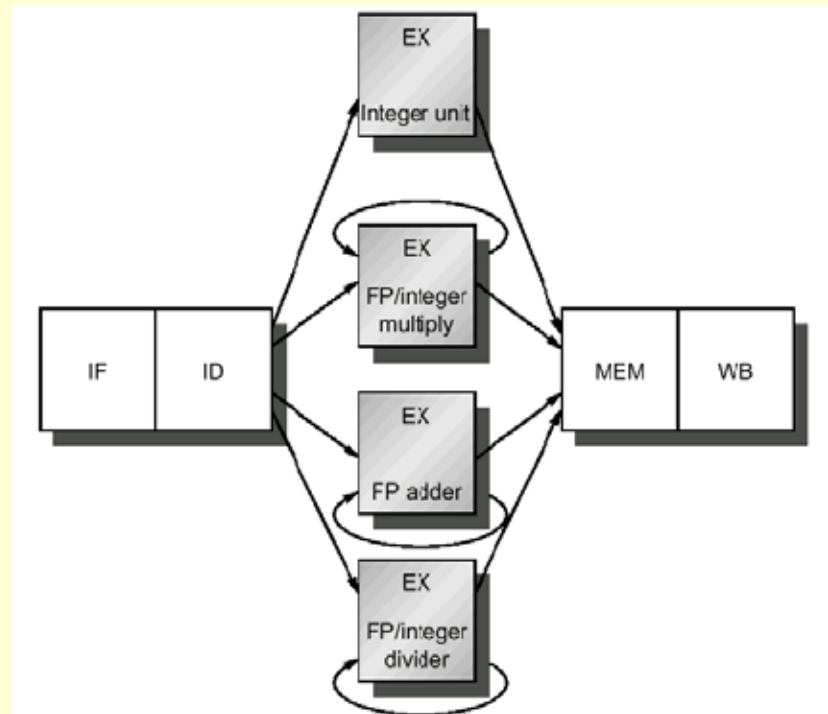 EX
Integer unit
EX
FP/integer
multiply
IF
ID
MEM
WB
EX
FP adder
EX
FP/integer
divider